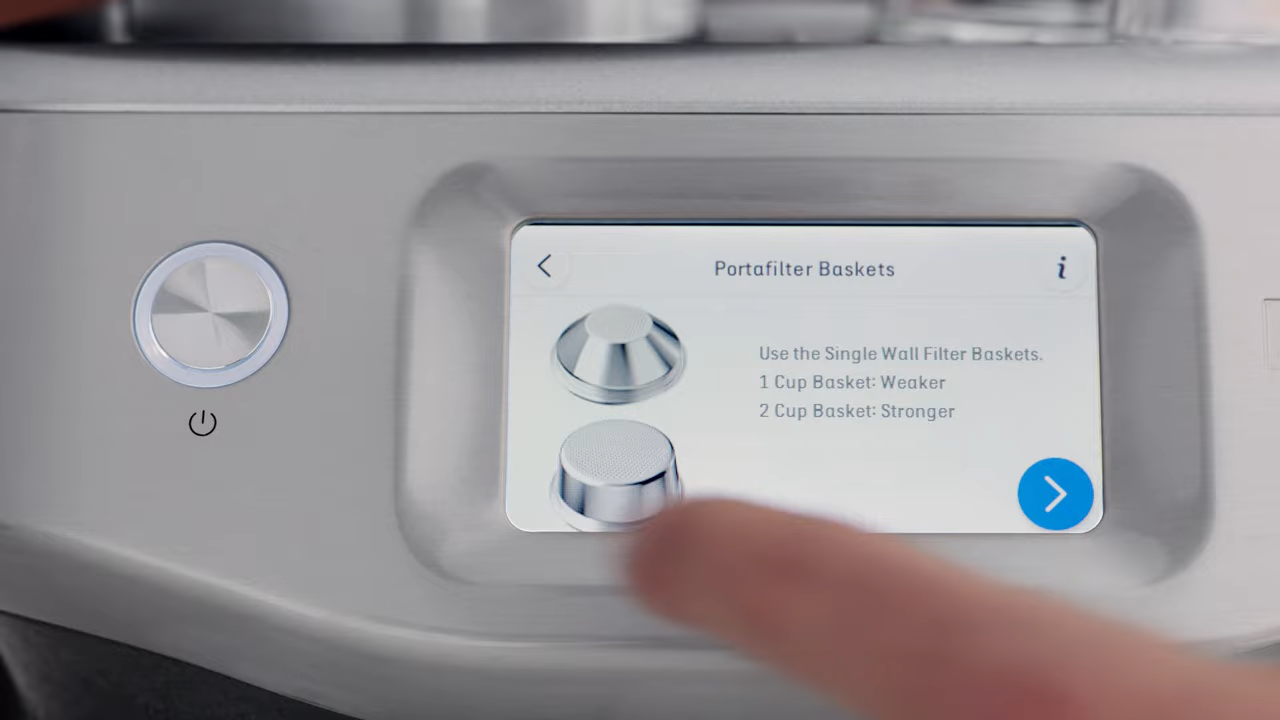 Portafilter Baskets
i
Use the Single Wall Filter Baskets.
1 Cup Basket: Weaker
2 Cup Basket: Stronger